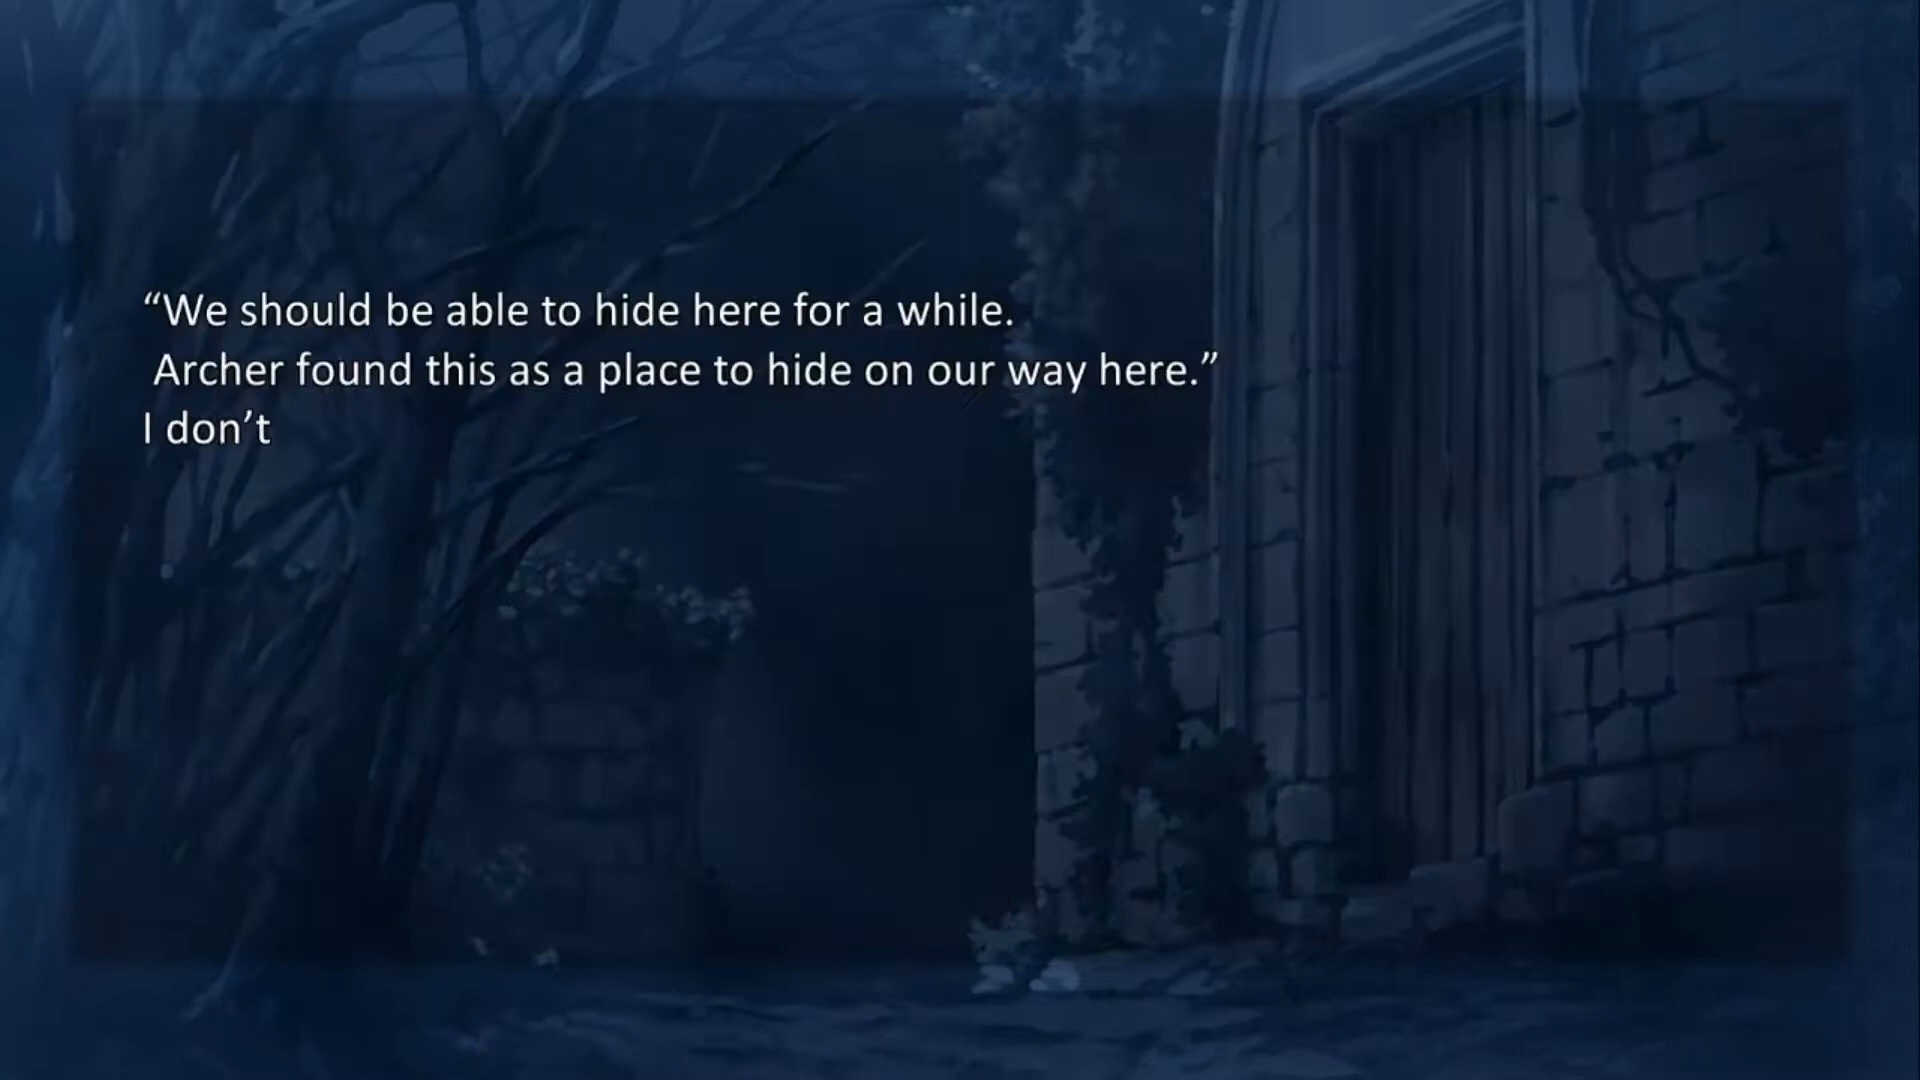 “We should be able to hide here for a while.
Archer found this as a place to hide on our way here.”
I don’t